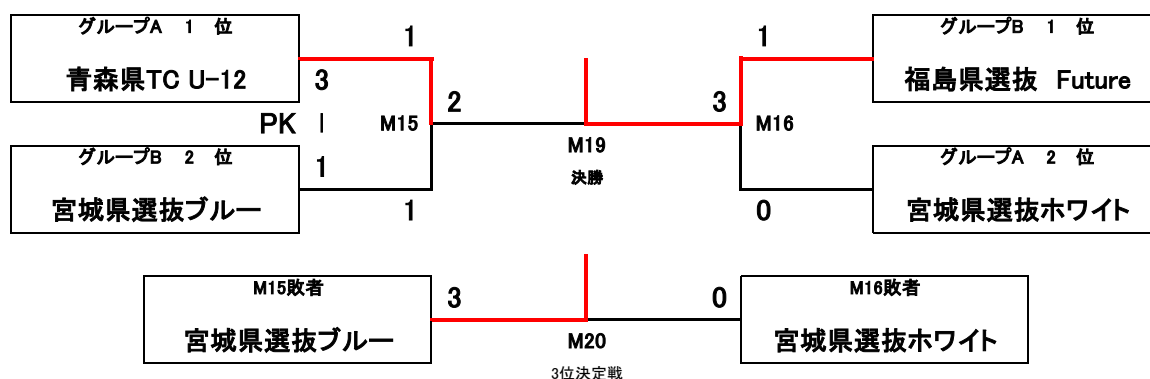 グループA 1 位
青森県TC U-12
1
3
PK |
M15
2
グループB 2 位
宮城県選抜ブルー
1
1
M19
決勝
グループB 1 位
福島県選抜 Future
1
3
M16
グループA 2 位
宮城県選抜ホワイト
0
M15敗者
宮城県選抜ブルー
3
M20
3位決定戦
0
M16敗者
宮城県選抜ホワイト